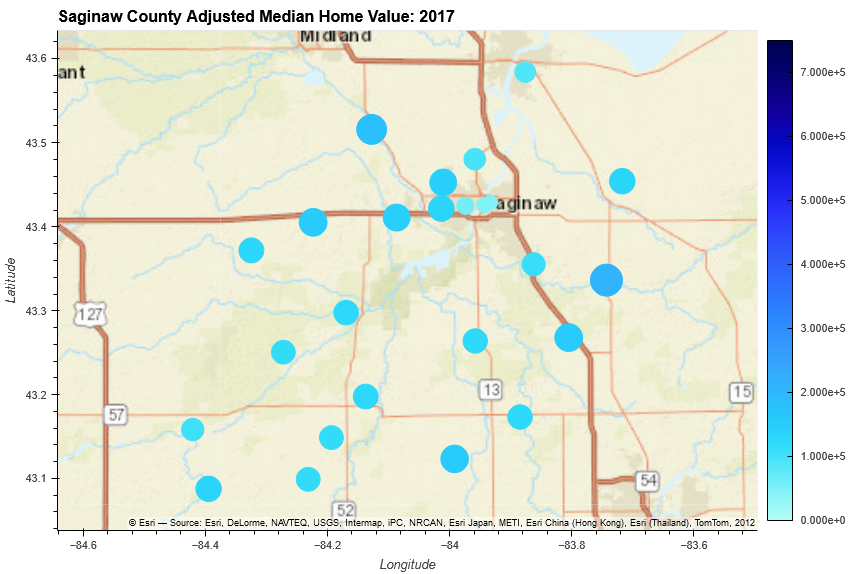 Saginaw County Adjusted Median Home Value: 2017
Midland
ant
aginaw
127
57
13
15
54
52
© Esri — Source: Esri, DeLorme, NAVTEQ, USGS, Intermap, iPC, NRCAN, Esri Japan, METI, Esri China (Hong Kong), Esri (Thailand), TomTom, 2012
43.6
43.5
43.4
43.3
43.2
43.1
Latitude
−84.6
−84.4
−84.2
−84
−83.8
−83.6
Longitude
7.000e+5
6.000e+5
5.000e+5
4.000e+5
3.000e+5
2.000e+5
1.000e+5
0.000e+0